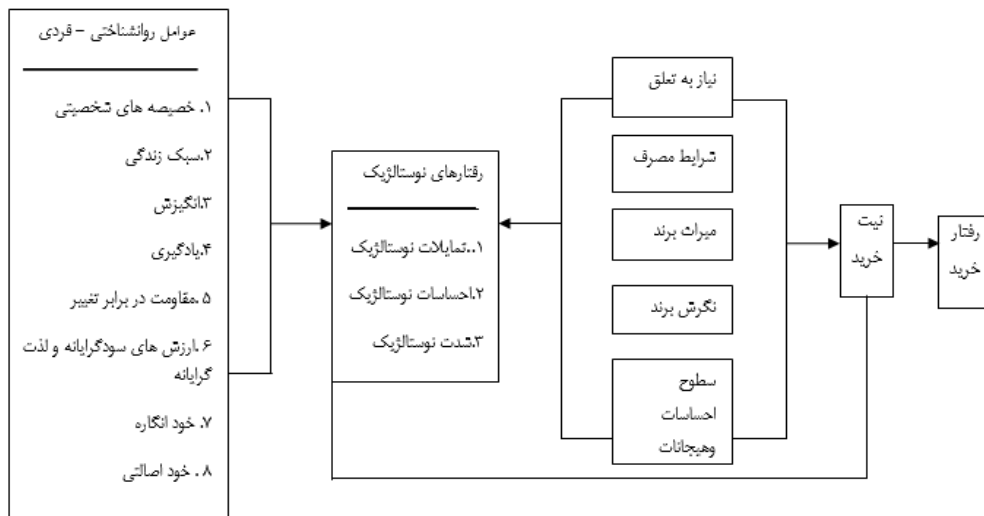 عوامل روانشناختی – فردی
۱. خصیصه های شخصیتی
۲.سبک زندگی
۳.انگیزش
۴.یادگیری
۵.مقاومت در برابر تغییر
۶.ارزش های سودگرایانه و لذت
گرایانه
۷. خود انگاره
۸. خود اصالتی
رفتارهای نوستالژیک
۱..تمایلات نوستالژیک
۲.احساسات نوستالژیک
۳.شدت نوستالژیک
نیاز به تعلق
شرایط مصرف
میراث برند
نگرش برند
سطوح
احساسات
وهیجانات
نیت
خرید
رفتار
خرید